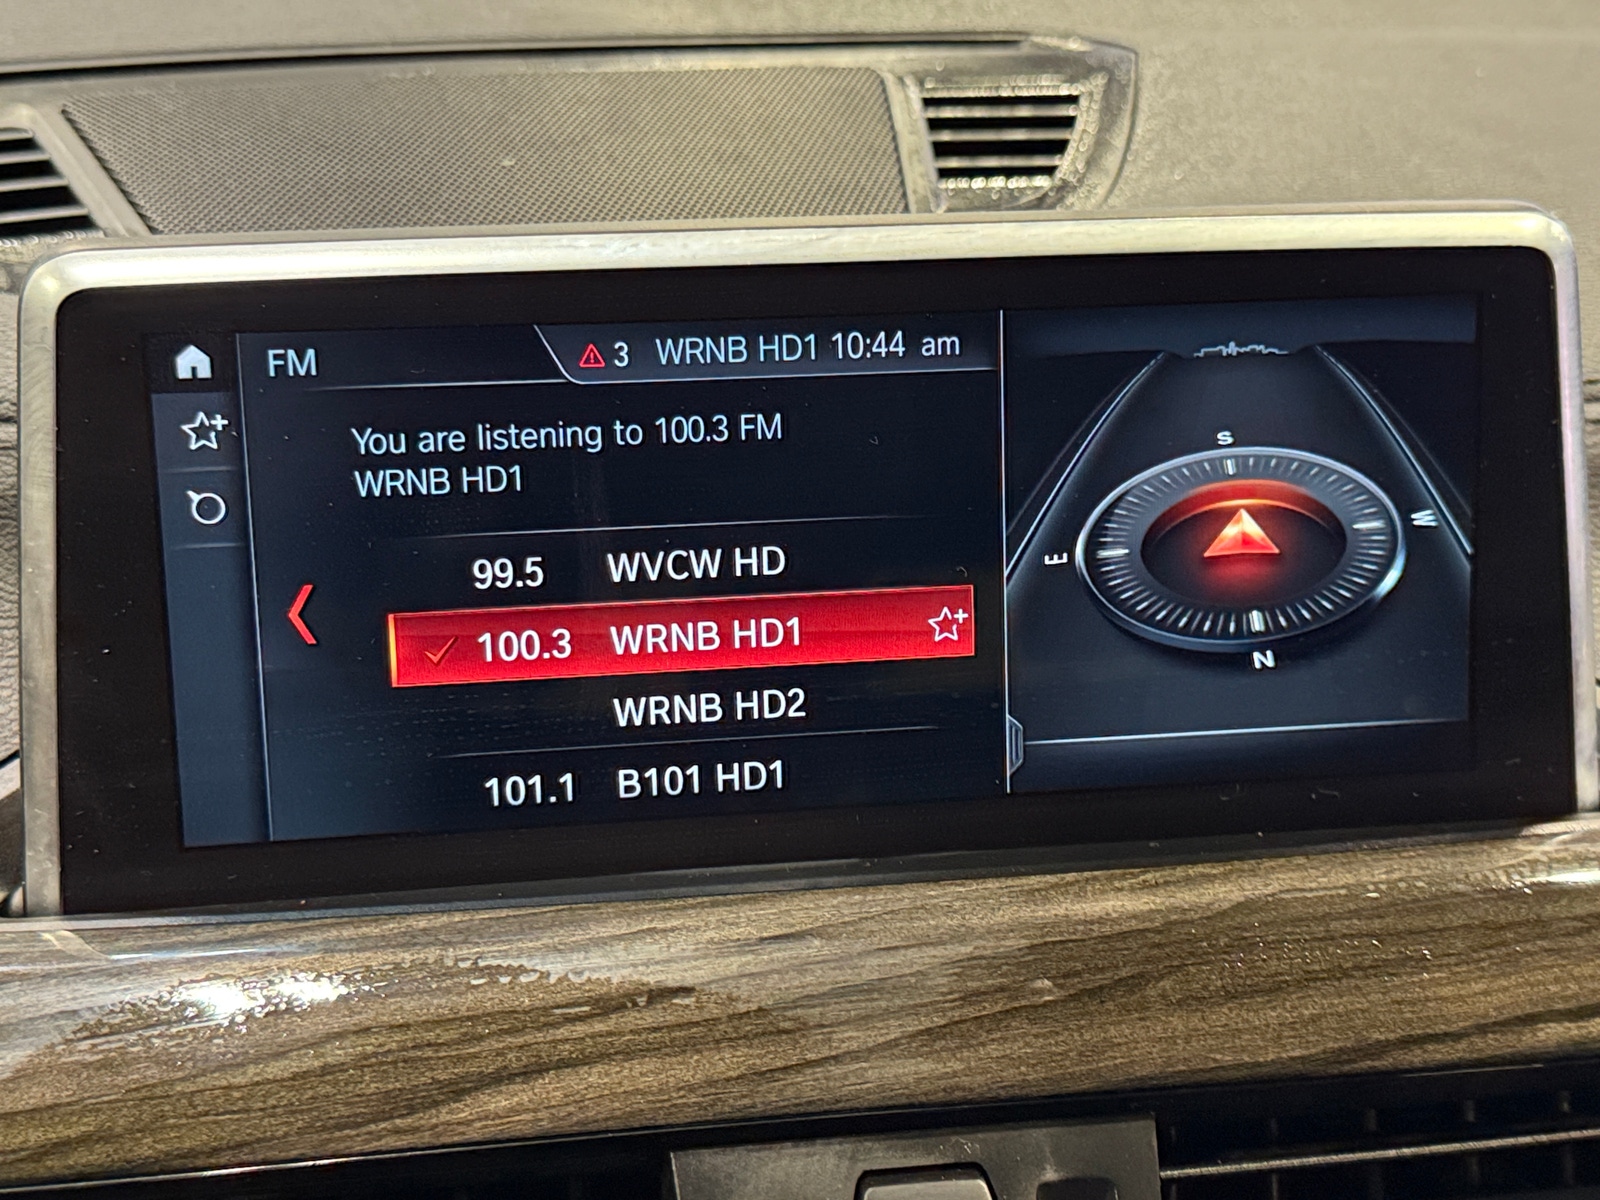 FM
3 WRNB HD1 10:44 am
You are listening to 100.3 FM
WRNB HD1
99.5 WVCW HD
100.3 WRNB HD1
WRNB HD2
101.1 B101 HD1
S
E
W
N